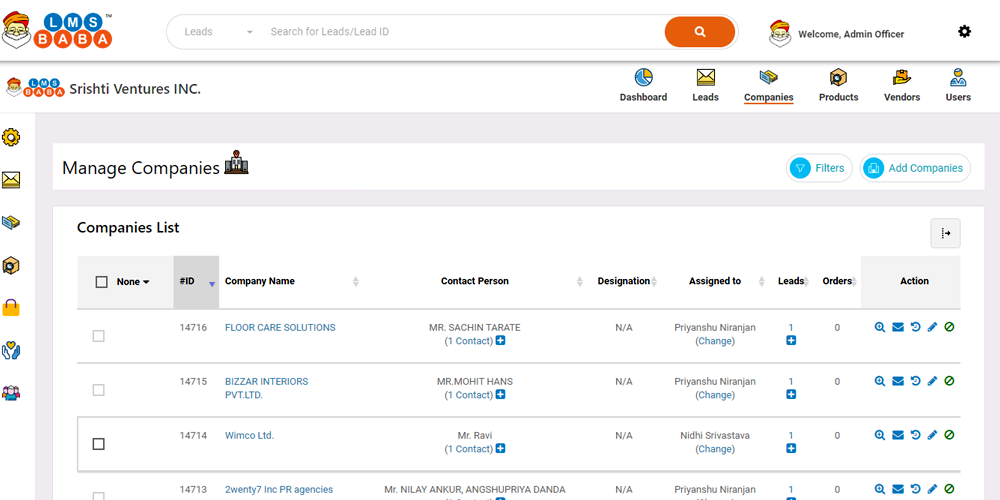 LMS™
BABA
Leads
Search for Leads/Lead ID
Welcome, Admin Officer
LMS
BABA
Srishti Ventures INC.
Dashboard
Leads
Companies
Products
Vendors
Users
Manage Companies
Filters
Add Companies
Companies List
None
#ID
Company Name
Contact Person
Designation
Assigned to
Leads
Orders
Action
14716 FLOOR CARE SOLUTIONS MR. SACHIN TARATE N/A Priyanshu Niranjan 1 0
(1 Contact) (Change)
14715 BIZZAR INTERIORS MR.MOHIT HANS N/A Priyanshu Niranjan 1 0
PVT.LTD. (1 Contact) (Change)
14714 Wimco Ltd. Mr. Ravi N/A Nidhi Srivastava 1 0
(1 Contact) (Change)
14713 2wenty7 Inc PR agencies Mr. NILAY ANKUR, ANGSHUPRIYA DANDA N/A Priyanshu Niranjan 1 0